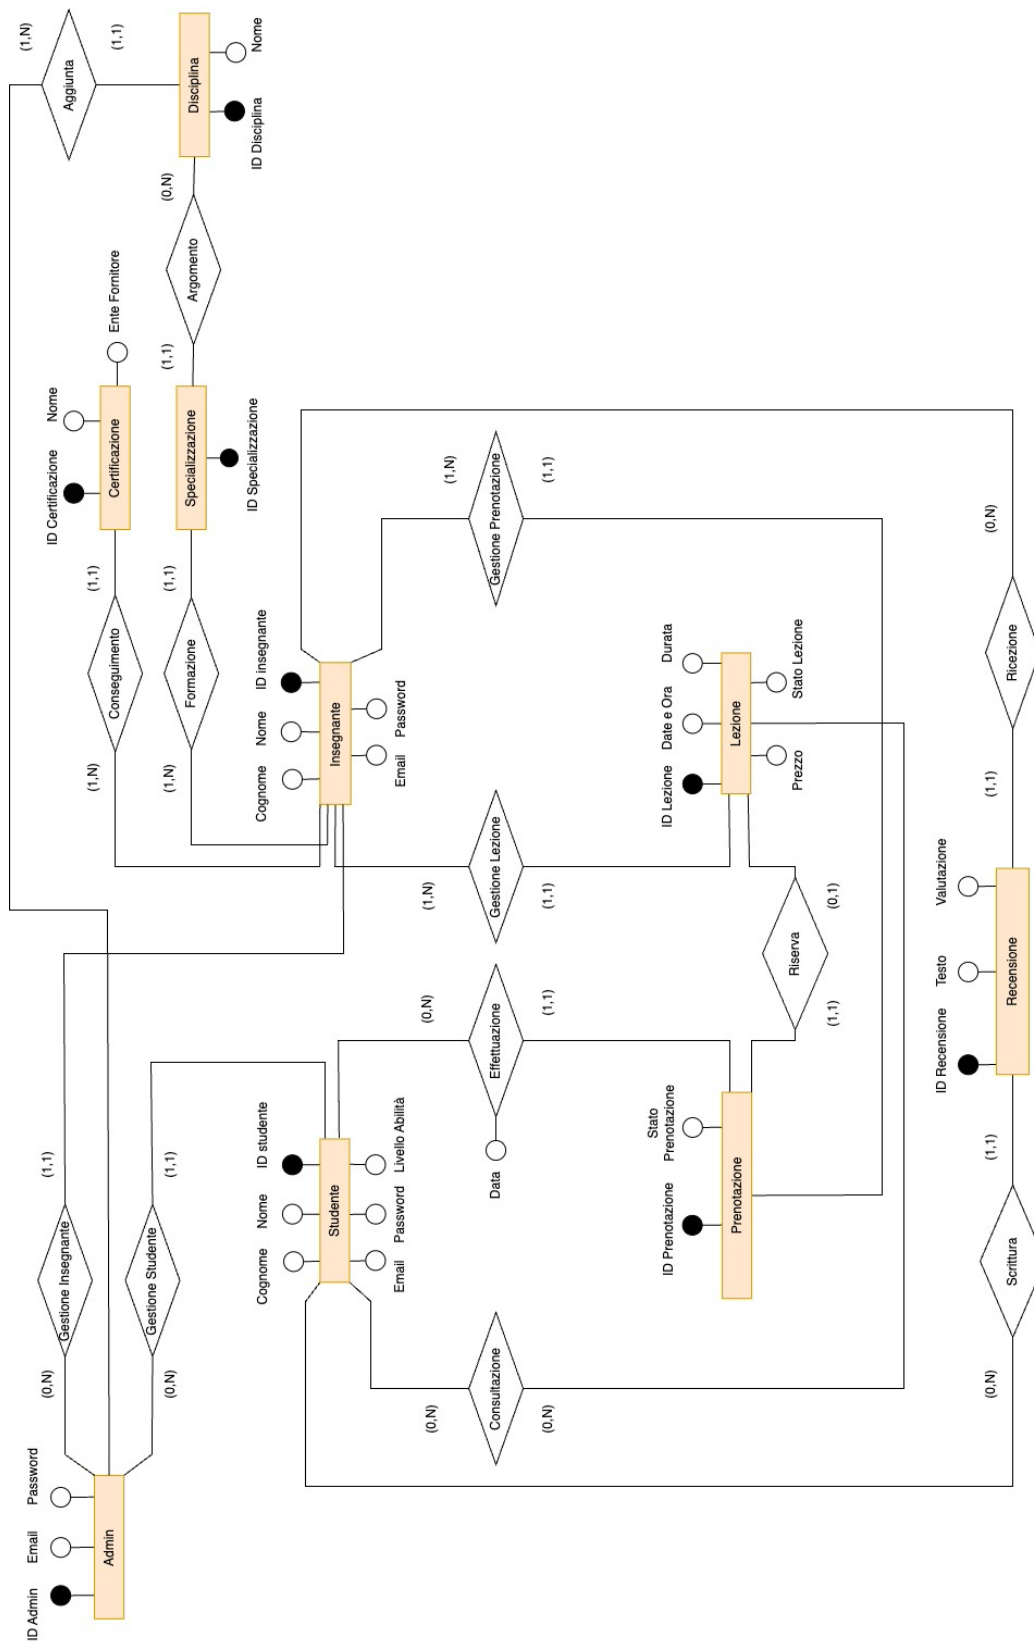 (1,N)
ID Admin
Email
Password
(0,N)
(1,1)
ID Certificazione
Nome
Gestione Insegnante
Aggiunta
(1,N)
(1,1)
Admin
Conseguimento
Certificazione
Ente Fornitore
(1,1)
Gestione Studente
(0,N)
(1,1)
(1,N)
(1,1)
(1,1)
(0,N)
Formazione
Specializzazione
Argomento
Disciplina
ID Specializzazione
ID Disciplina
Nome
Cognome
Nome
ID studente
Cognome
Nome
ID insegnante
Studente
Insegnante
Email
Password
Livello Abilità
Email
Password
(0,N)
(0,N)
(1,N)
(1,N)
Consultazione
Data
Effettuazione
Gestione Lezione
Gestione Prenotazione
(0,N)
(1,1)
(1,1)
(1,1)
ID Prenotazione
Stato
Prenotazione
ID Lezione
Date e Ora
Durata
Prenotazione
Lezione
Riserva
Prezzo
Stato Lezione
(1,1)
(0,1)
ID Recensione
Testo
Valutazione
(0,N)
(1,1)
(1,1)
(0,N)
Scrittura
Recensione
Ricezione